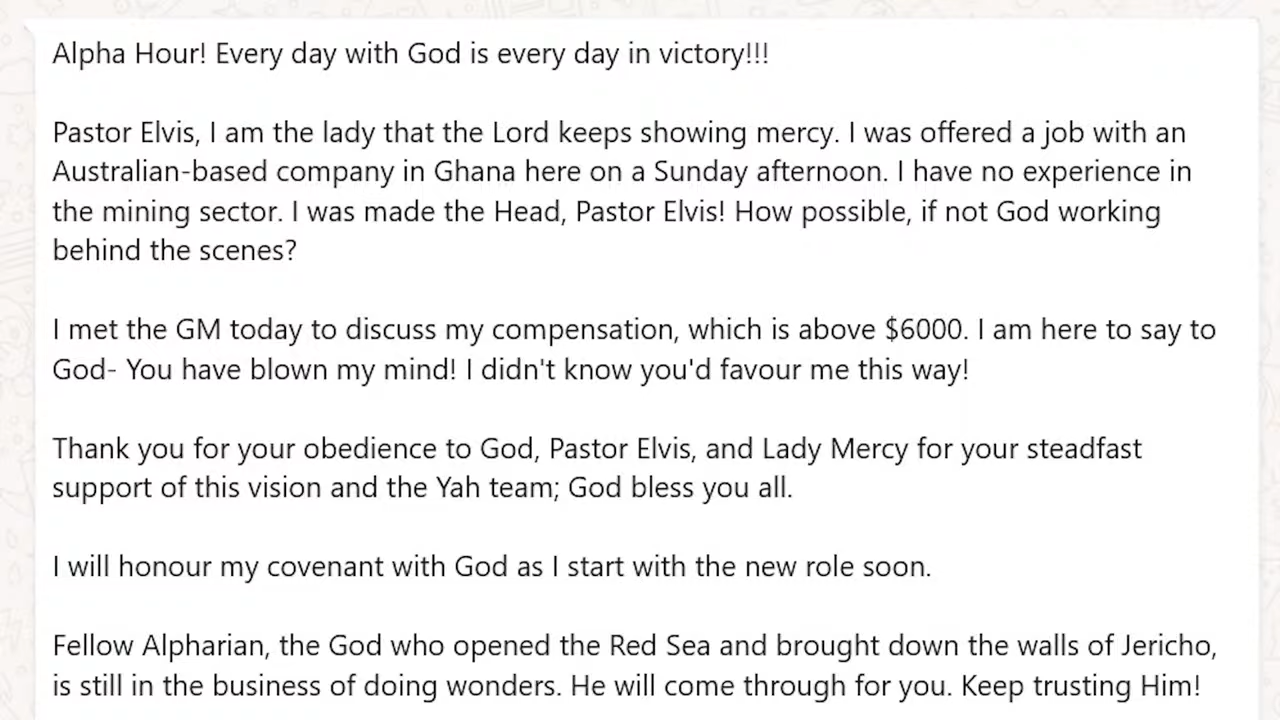 Alpha Hour! Every day with God is every day in victory!!!
Pastor Elvis, I am the lady that the Lord keeps showing mercy. I was offered a job with an
Australian-based company in Ghana here on a Sunday afternoon. I have no experience in
the mining sector. I was made the Head, Pastor Elvis! How possible, if not God working
behind the scenes?
I met the GM today to discuss my compensation, which is above $6000. I am here to say to
God- You have blown my mind! I didn't know you'd favour me this way!
Thank you for your obedience to God, Pastor Elvis, and Lady Mercy for your steadfast
support of this vision and the Yah team; God bless you all.
I will honour my covenant with God as I start with the new role soon.
Fellow Alpharian, the God who opened the Red Sea and brought down the walls of Jericho,
is still in the business of doing wonders. He will come through for you. Keep trusting Him!